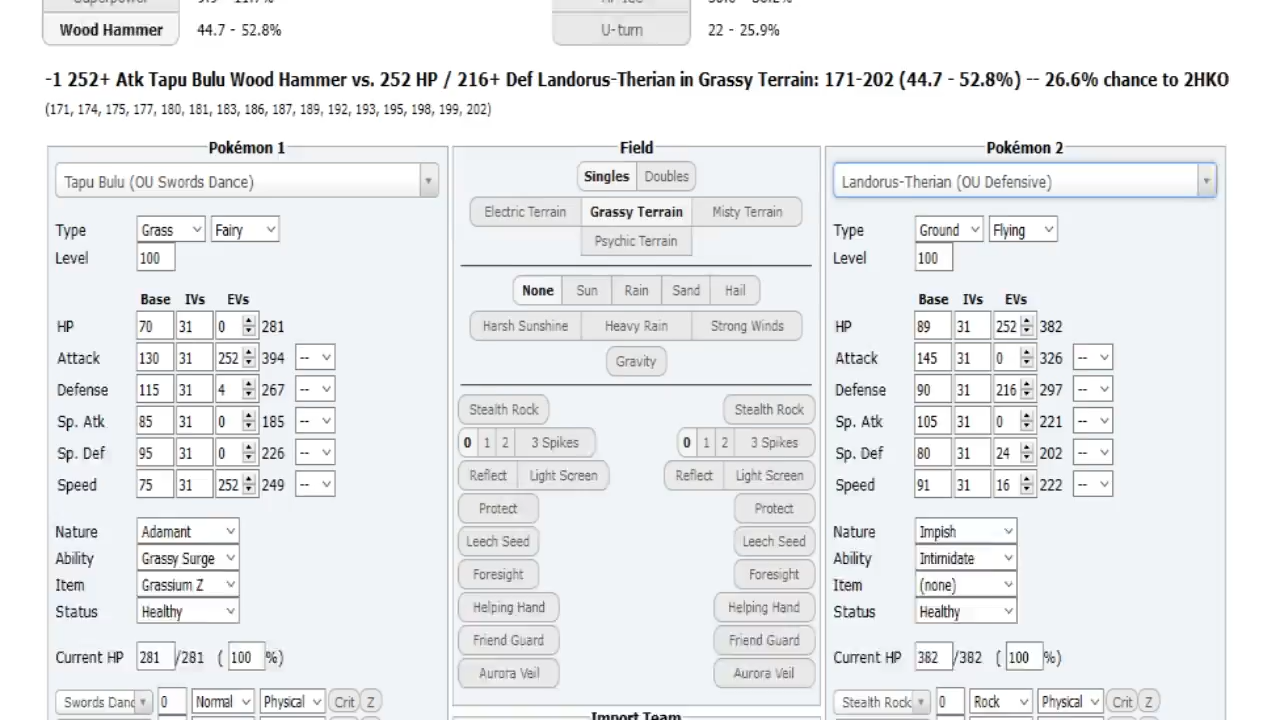 Superpower 9.9 - 11.7%
Wood Hammer 44.7 - 52.8%
U-turn 22 - 25.9%
-1 252+ Atk Tapu Bulu Wood Hammer vs. 252 HP / 216+ Def Landorus-Therian in Grassy Terrain: 171-202 (44.7 - 52.8%) -- 26.6% chance to 2HKO
(171, 174, 175, 177, 180, 181, 183, 186, 187, 189, 192, 193, 195, 198, 199, 202)
Pokémon 1 Field Pokémon 2
Tapu Bulu (OU Swords Dance) Singles Doubles Landorus-Therian (OU Defensive)
Electric Terrain Grassy Terrain Misty Terrain
Type Grass Fairy Psychic Terrain Type Ground Flying
Level 100 Level 100
None Sun Rain Sand Hail
Base IVs EVs Base IVs EVs
HP 70 31 0 281 Harsh Sunshine Heavy Rain Strong Winds HP 89 31 252 382
Attack 130 31 252 394 -- Gravity Attack 145 31 0 326 --
Defense 115 31 4 267 -- Defense 90 31 216 297 --
Sp. Atk 85 31 0 185 -- Stealth Rock Stealth Rock Sp. Atk 105 31 0 221 --
Sp. Def 95 31 0 226 -- 0 1 2 3 Spikes 0 1 2 3 Spikes Sp. Def 80 31 24 202 --
Speed 75 31 252 249 -- Reflect Light Screen Reflect Light Screen Speed 91 31 16 222 --
Protect Protect
Nature Adamant Leech Seed Leech Seed Nature Impish
Ability Grassy Surge Foresight Foresight Ability Intimidate
Item Grassium Z Helping Hand Helping Hand Item (none)
Status Healthy Friend Guard Friend Guard Status Healthy
Current HP 281 /281 ( 100 %) Aurora Veil Aurora Veil Current HP 382 /382 ( 100 %)
Swords Danc 0 Normal Physical Crit Z Stealth Rock 0 Rock Physical Crit Z
Import Team